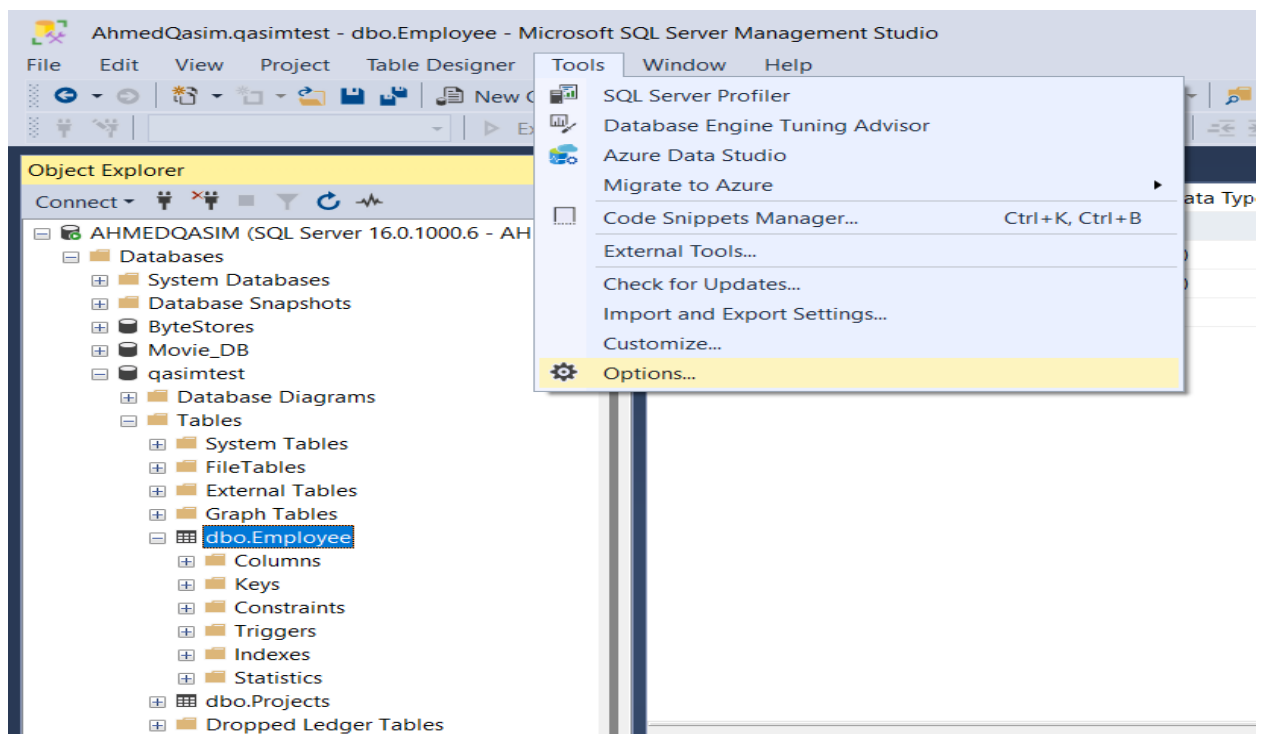 AhmedQasim.qasimtest - dbo.Employee - Microsoft SQL Server Management Studio
File Edit View Project Table Designer Tools Window Help
New
SQL Server Profiler
Database Engine Tuning Advisor
Azure Data Studio
Migrate to Azure
Code Snippets Manager... Ctrl+K, Ctrl+B
External Tools...
Check for Updates...
Import and Export Settings...
Customize...
Options...
Object Explorer
Connect
AHMEDQASIM (SQL Server 16.0.1000.6 - AH
Databases
System Databases
Database Snapshots
ByteStores
Movie_DB
qasimtest
Database Diagrams
Tables
System Tables
FileTables
External Tables
Graph Tables
dbo.Employee
Columns
Keys
Constraints
Triggers
Indexes
Statistics
dbo.Projects
Dropped Ledger Tables
ata Typ